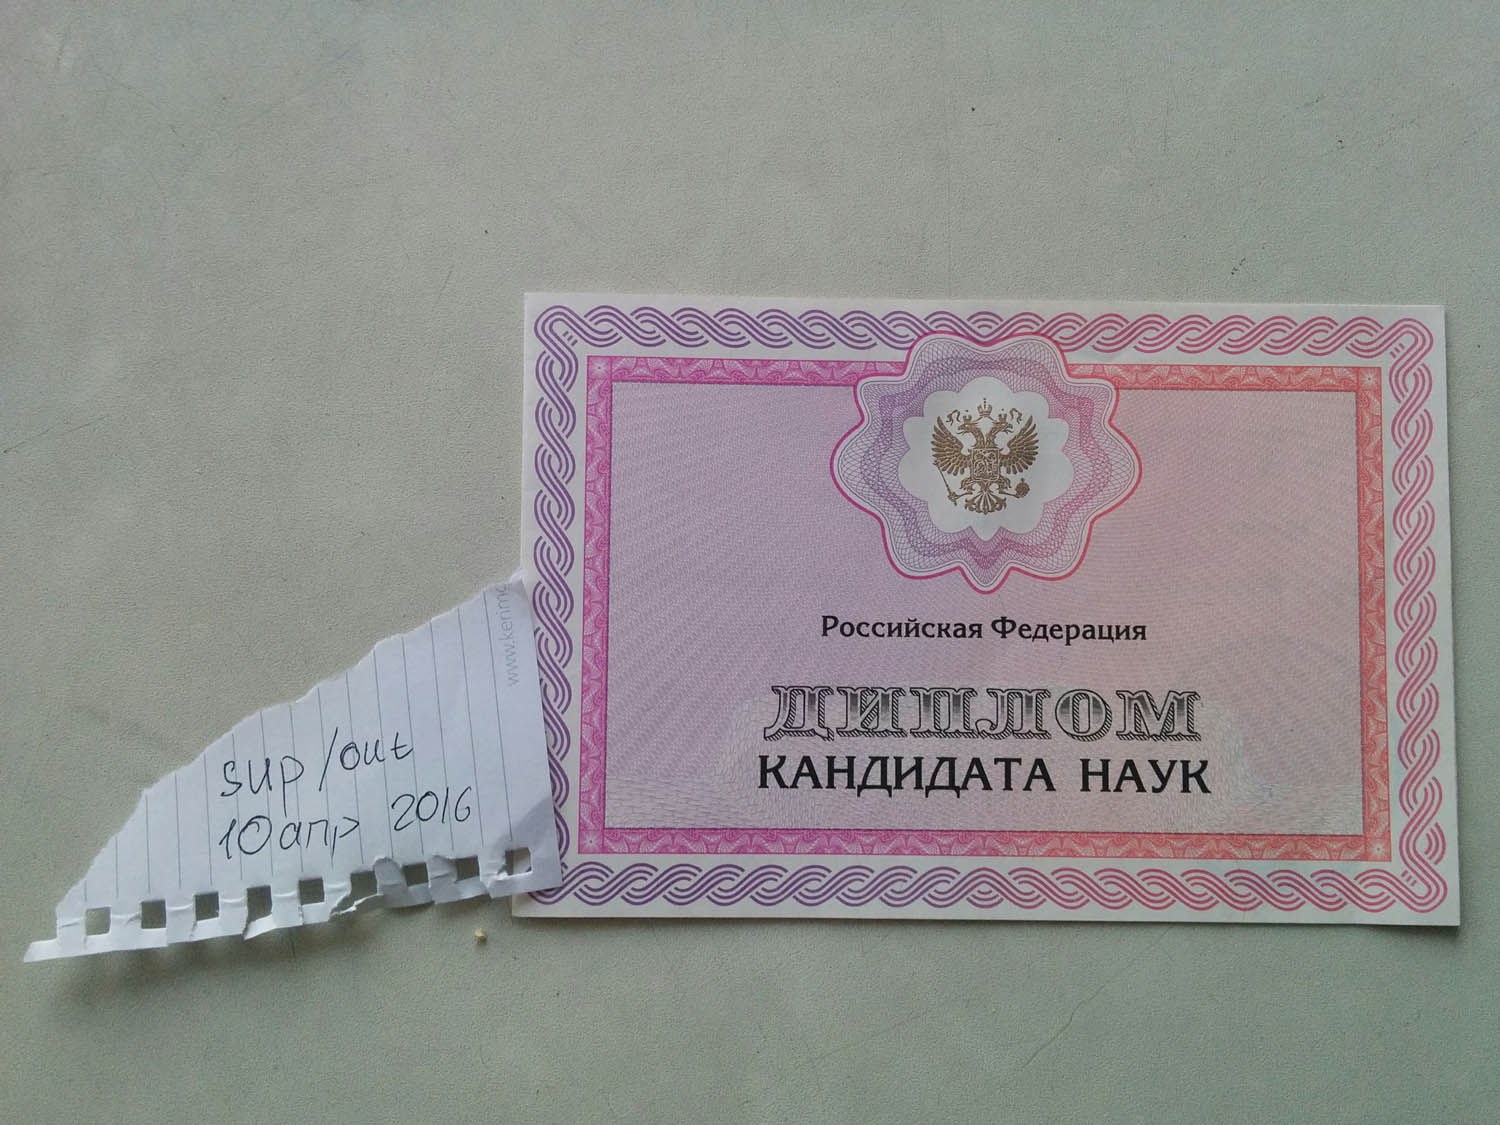 Российская Федерация
ДИПЛОМ
КАНДИДАТА НАУК
sup/out
10 апр 2016